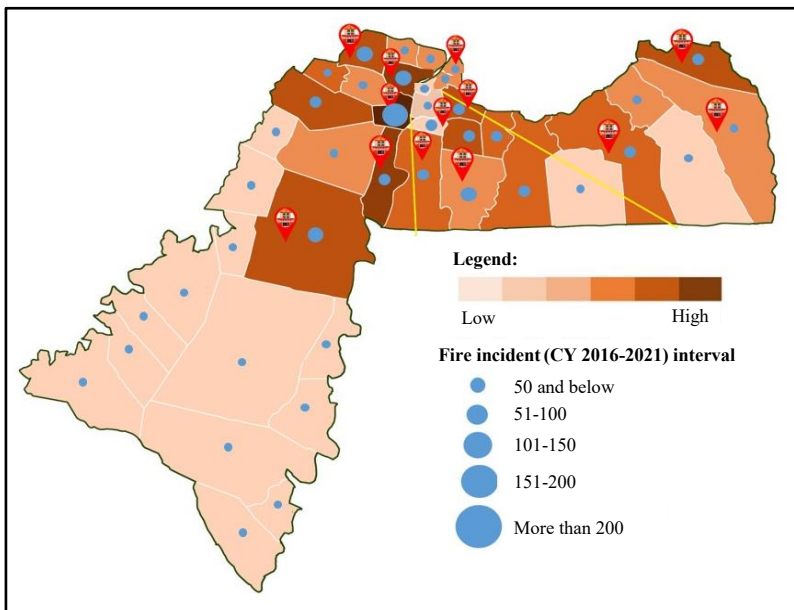 Legend:
Low High
Fire incident (CY 2016-2021) interval
50 and below
51-100
101-150
151-200
More than 200